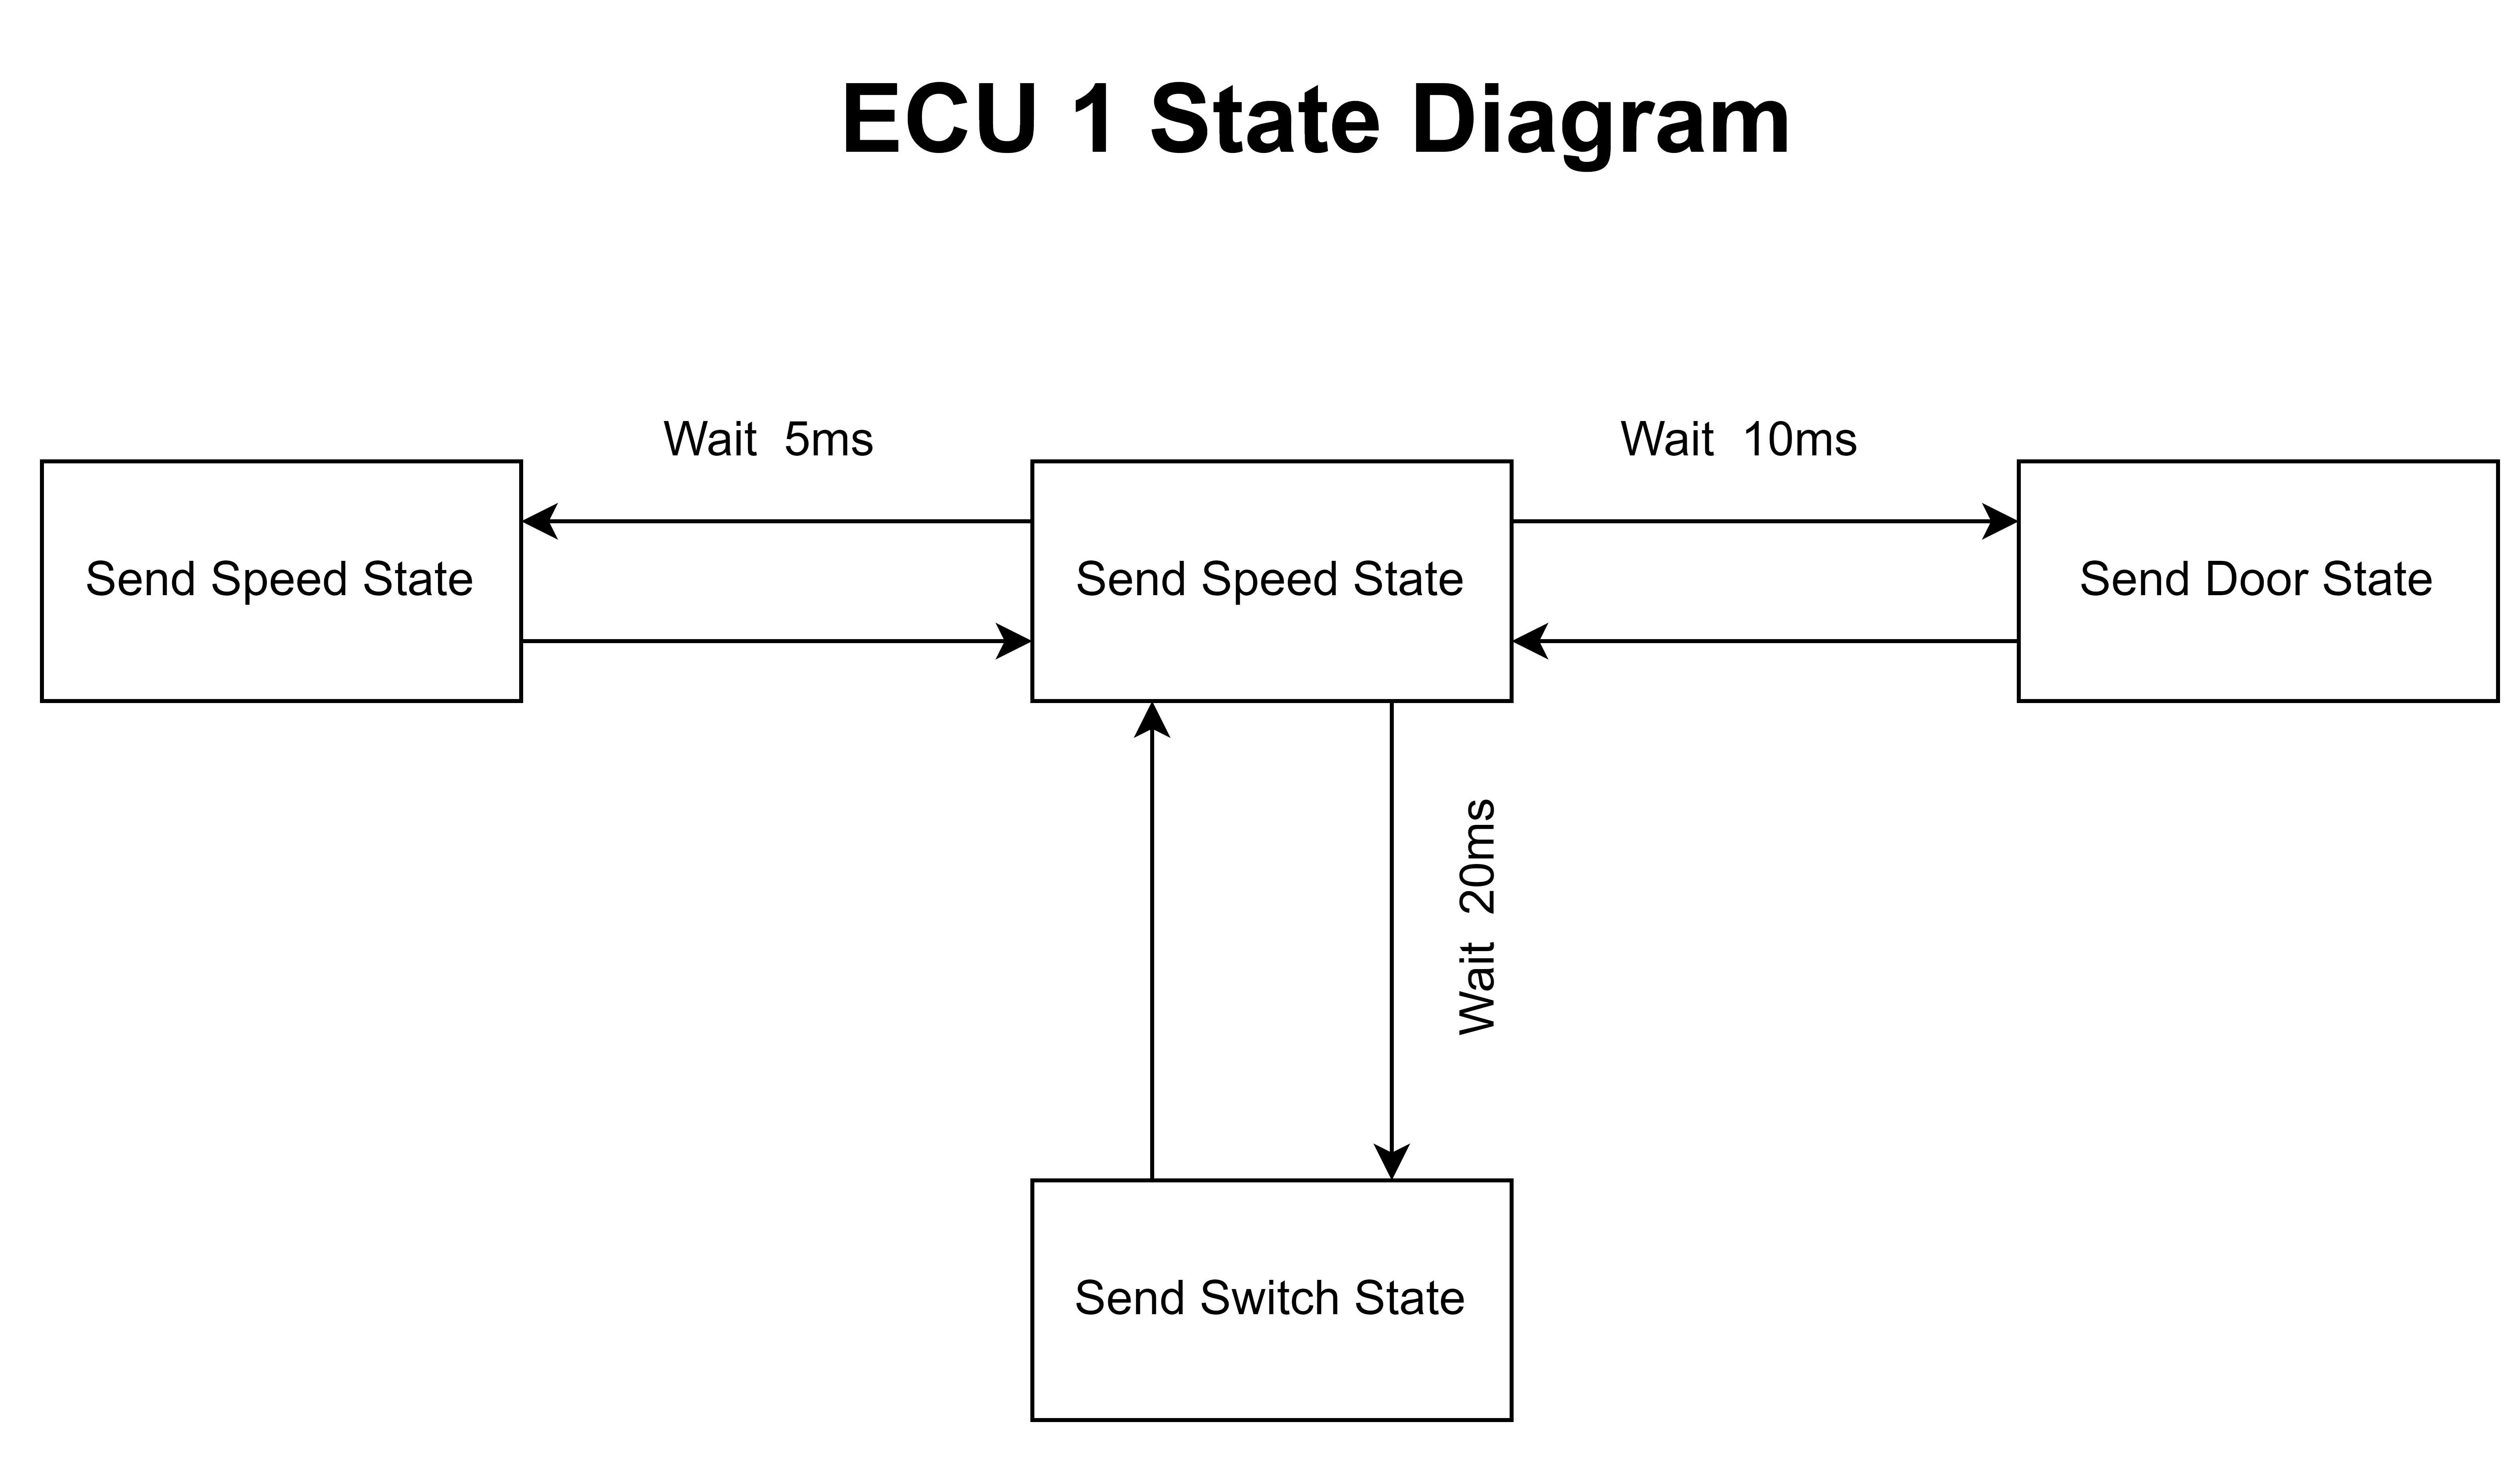 ECU 1 State Diagram
Wait 5ms
Wait 10ms
Send Speed State
Send Speed State
Send Door State
Wait 20ms
Send Switch State